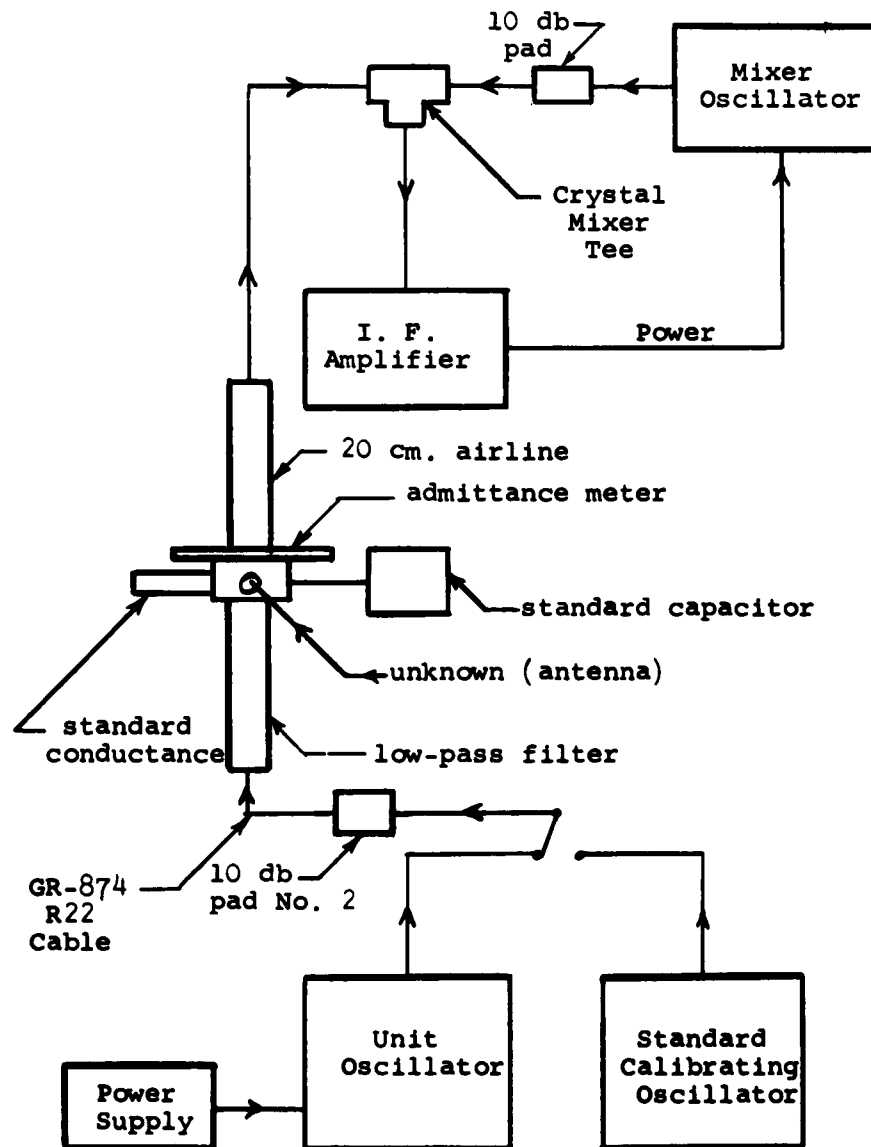 10 db
pad
Mixer
Oscillator
Crystal
Mixer
Tee
I. F.
Amplifier
Power
20 cm. airline
admittance meter
standard capacitor
unknown (antenna)
standard
conductance
low-pass filter
GR-874
R22
Cable
10 db
pad No. 2
Unit
Oscillator
Standard
Calibrating
Oscillator
Power
Supply